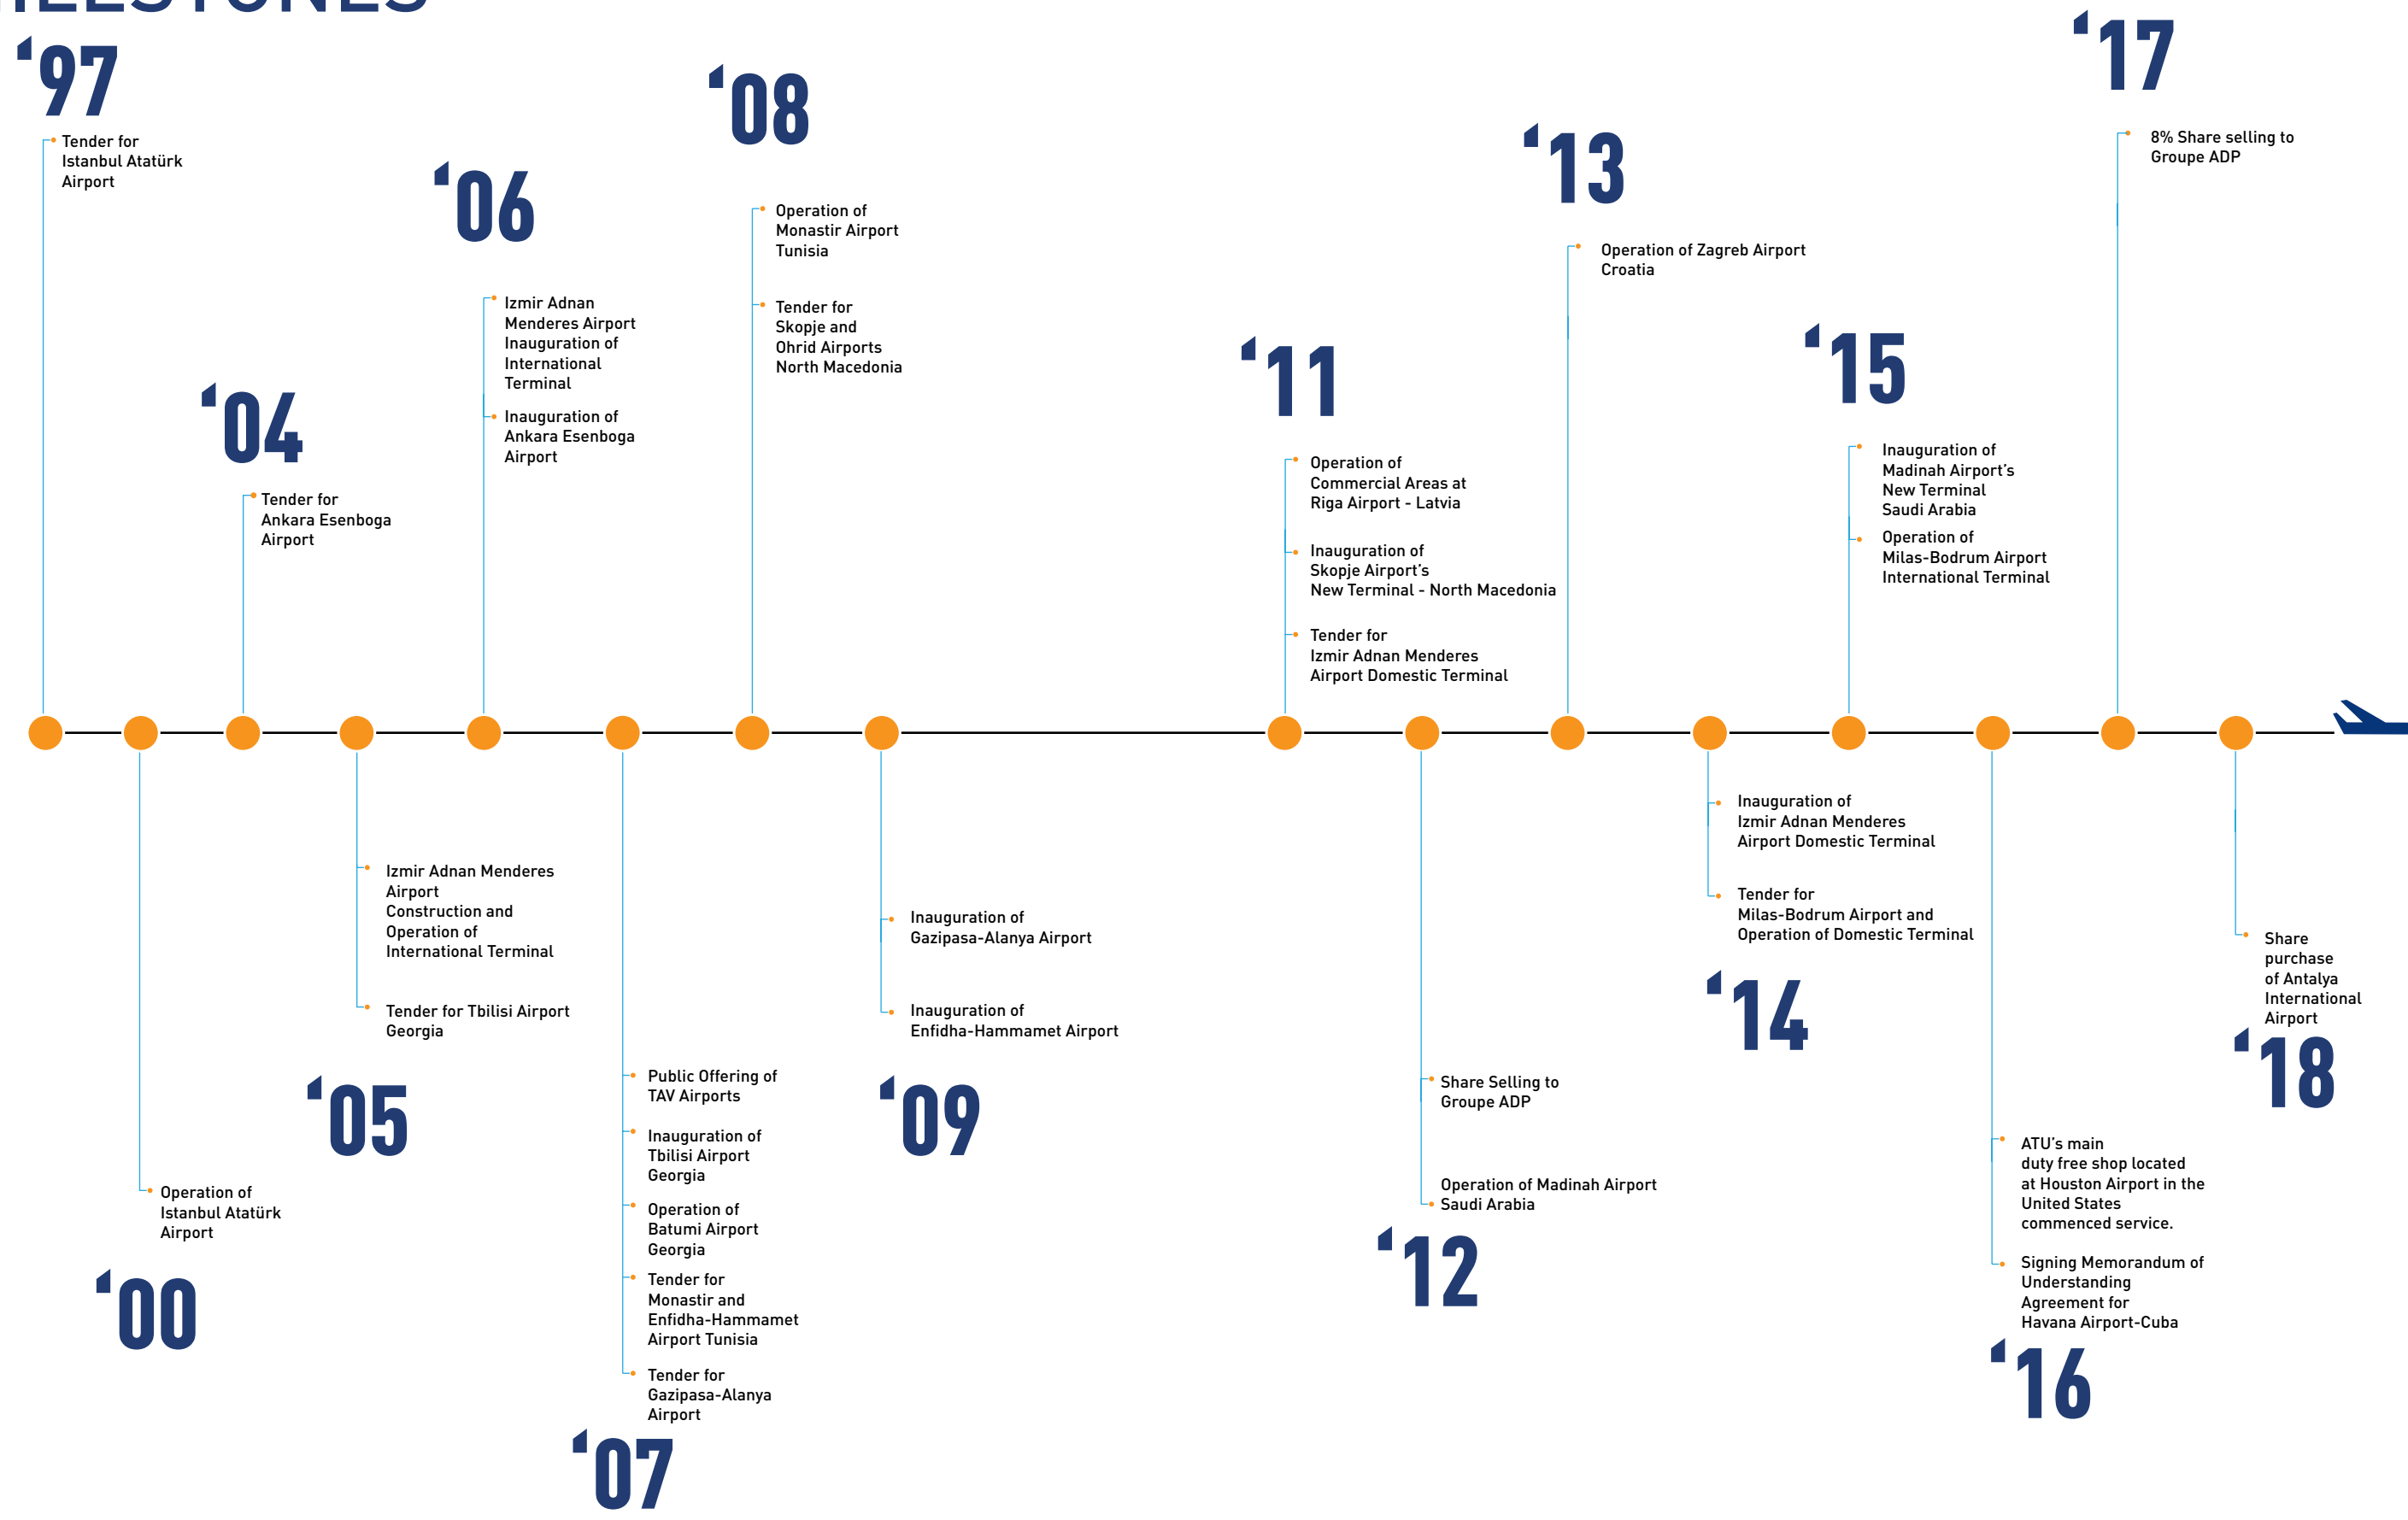 MILESTONES
‘97
Tender for
Istanbul Atatürk
Airport
‘00
Operation of
Istanbul Atatürk
Airport
‘04
Tender for
Ankara Esenboga
Airport
‘05
Izmir Adnan Menderes
Airport
Construction and
Operation of
International Terminal
Tender for Tbilisi Airport
Georgia
‘06
Izmir Adnan
Menderes Airport
Inauguration of
International
Terminal
Inauguration of
Ankara Esenboga
Airport
‘07
Public Offering of
TAV Airports
Inauguration of
Tbilisi Airport
Georgia
Operation of
Batumi Airport
Georgia
Tender for
Monastir and
Enfidha-Hammamet
Airport Tunisia
Tender for
Gazipasa-Alanya
Airport
‘08
Operation of
Monastir Airport
Tunisia
Tender for
Skopje and
Ohrid Airports
North Macedonia
‘09
Inauguration of
Gazipasa-Alanya Airport
Inauguration of
Enfidha-Hammamet Airport
‘11
Operation of
Commercial Areas at
Riga Airport - Latvia
Inauguration of
Skopje Airport’s
New Terminal - North Macedonia
Tender for
Izmir Adnan Menderes
Airport Domestic Terminal
‘12
Share Selling to
Groupe ADP
Operation of Madinah Airport
Saudi Arabia
‘13
Operation of Zagreb Airport
Croatia
‘14
Inauguration of
Izmir Adnan Menderes
Airport Domestic Terminal
Tender for
Milas-Bodrum Airport and
Operation of Domestic Terminal
‘15
Inauguration of
Madinah Airport’s
New Terminal
Saudi Arabia
Operation of
Milas-Bodrum Airport
International Terminal
‘16
ATU’s main
duty free shop located
at Houston Airport in the
United States
commenced service.
Signing Memorandum of
Understanding
Agreement for
Havana Airport-Cuba
‘17
8% Share selling to
Groupe ADP
‘18
Share
purchase
of Antalya
International
Airport